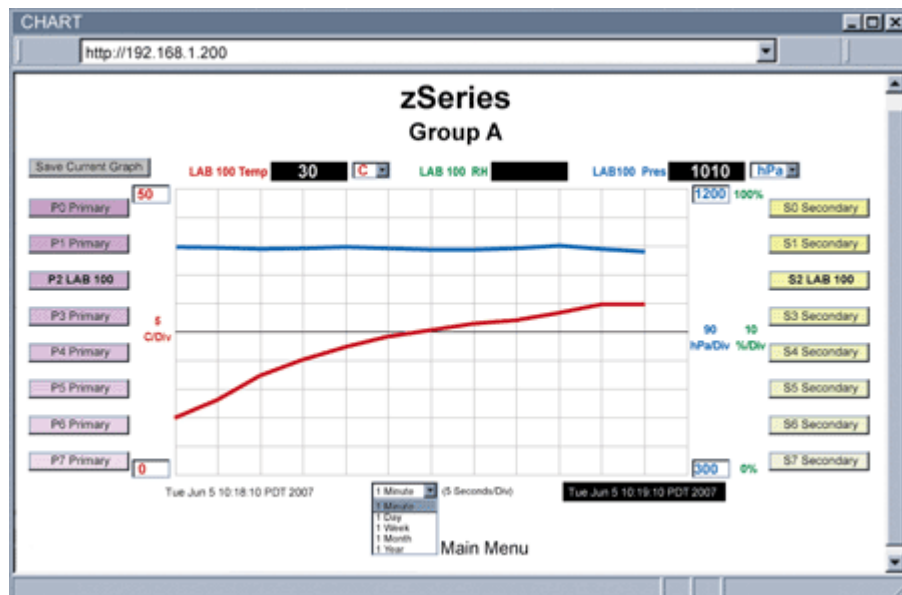 CHART
http://192.168.1.200
zSeries
Group A
Save Current Graph
LAB 100 Temp 30 C LAB 100 RH LAB100 Pres 1010 hPa
50 1200 100%
P0 Primary S0 Secondary
P1 Primary S1 Secondary
P2 LAB 100 S2 LAB 100
P3 Primary S3 Secondary
5 90 10
C/Div hPa/Div %/Div
P4 Primary S4 Secondary
P5 Primary S5 Secondary
P6 Primary S6 Secondary
P7 Primary S7 Secondary
0 300 0%
Tue Jun 5 10:18:10 PDT 2007 1 Minute (5 Seconds/Div) Tue Jun 5 10:19:10 PDT 2007
1 Minute
1 Day
1 Week
1 Month
1 Year
Main Menu